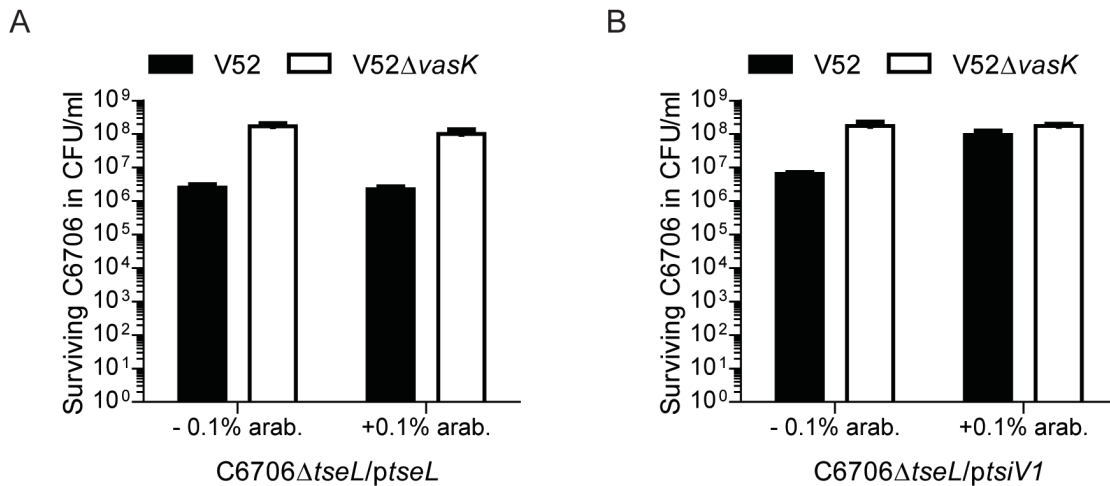 A
V52 V52ΔvasK
Surviving C6706 in CFU/ml
10⁹
10⁸
10⁷
10⁶
10⁵
10⁴
10³
10²
10¹
10⁰
- 0.1% arab. +0.1% arab.
C6706ΔtseL/ptseL
B
V52 V52ΔvasK
Surviving C6706 in CFU/ml
10⁹
10⁸
10⁷
10⁶
10⁵
10⁴
10³
10²
10¹
10⁰
- 0.1% arab. +0.1% arab.
C6706ΔtseL/ptsiV1